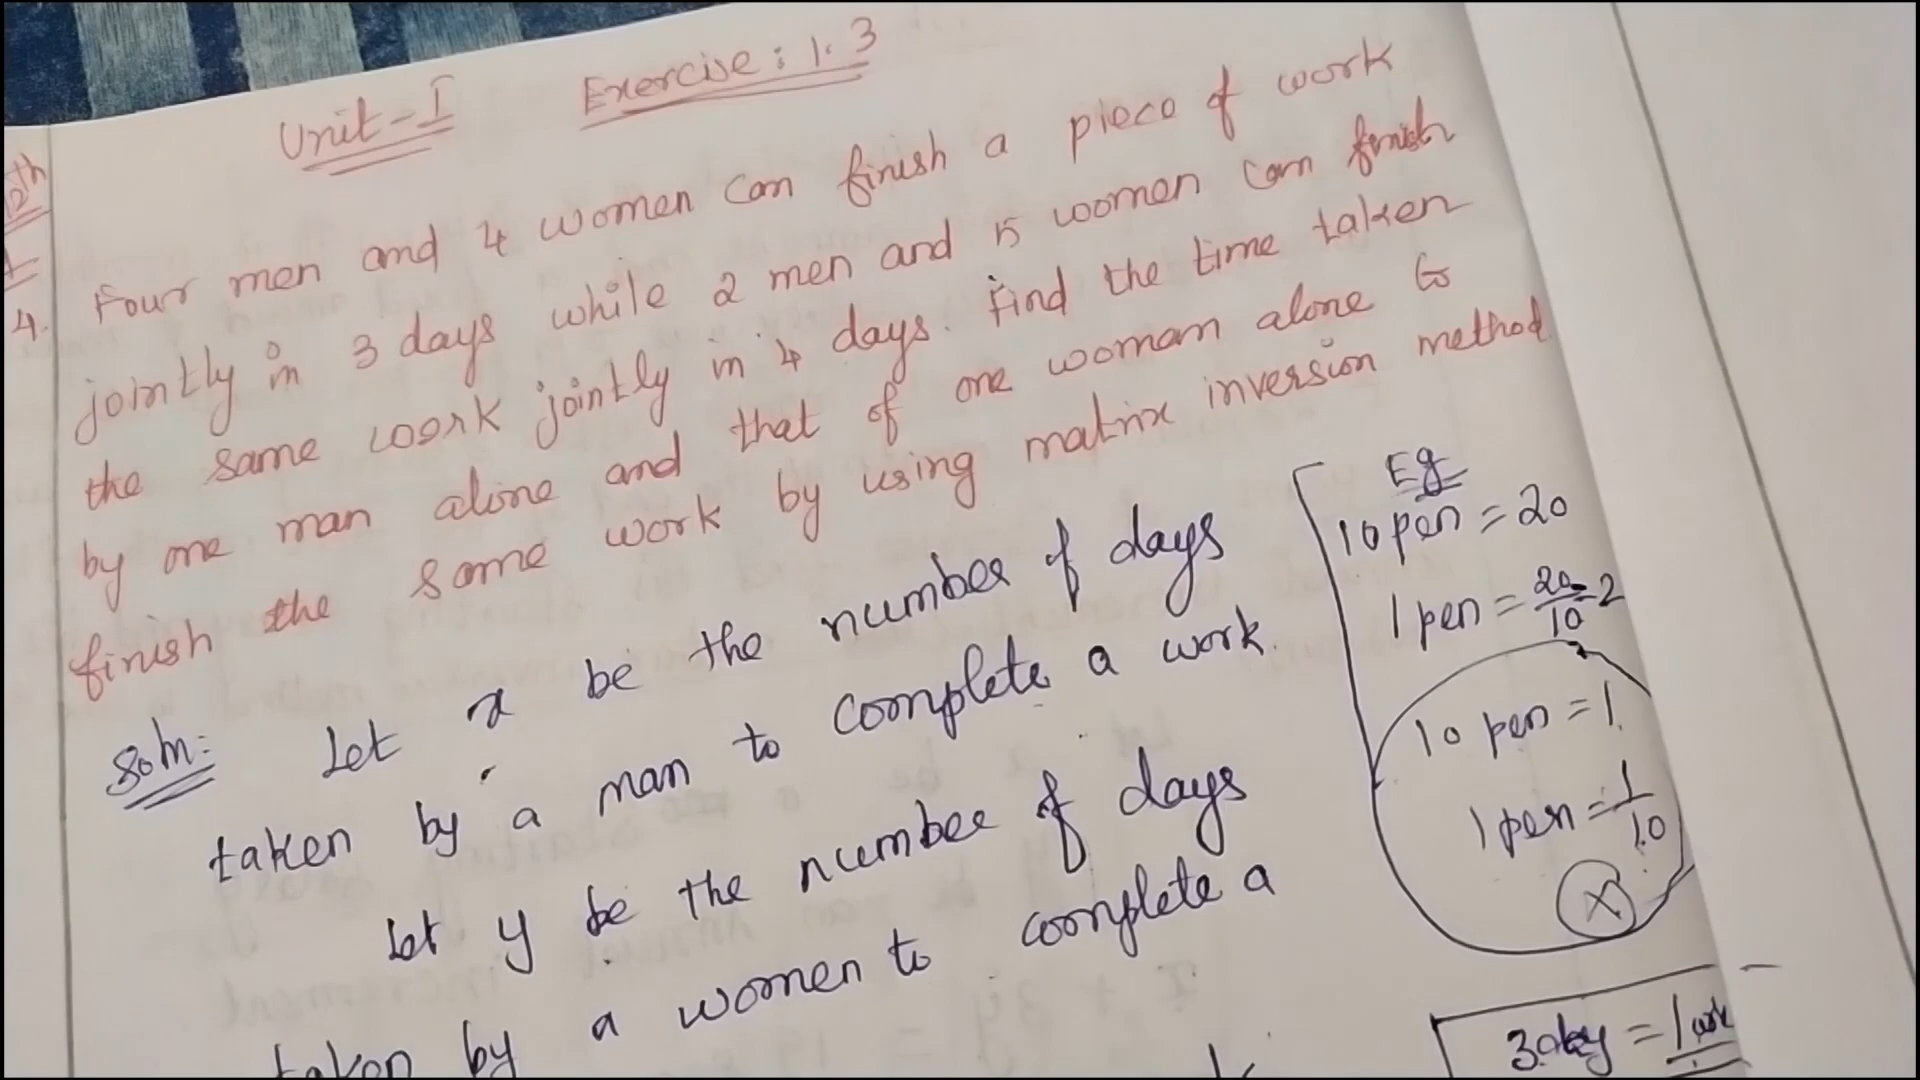 Unit-I Exercise: 1.3
12th
4. Four men and 4 women can finish a piece of work
jointly in 3 days while 2 men and 5 women can finish
the same work jointly in 4 days. Find the time taken
by one man alone and that of one woman alone to
finish the same work by using matrix inversion method
Soln: Let x be the number of days
taken by a man to complete a work.
Let y be the number of days
taken by a women to complete a
Eg
10 pen = 20
1 pen = 20/10 = 2
10 pen = 1
1 pen = 1/10
x
3 day = 1 work